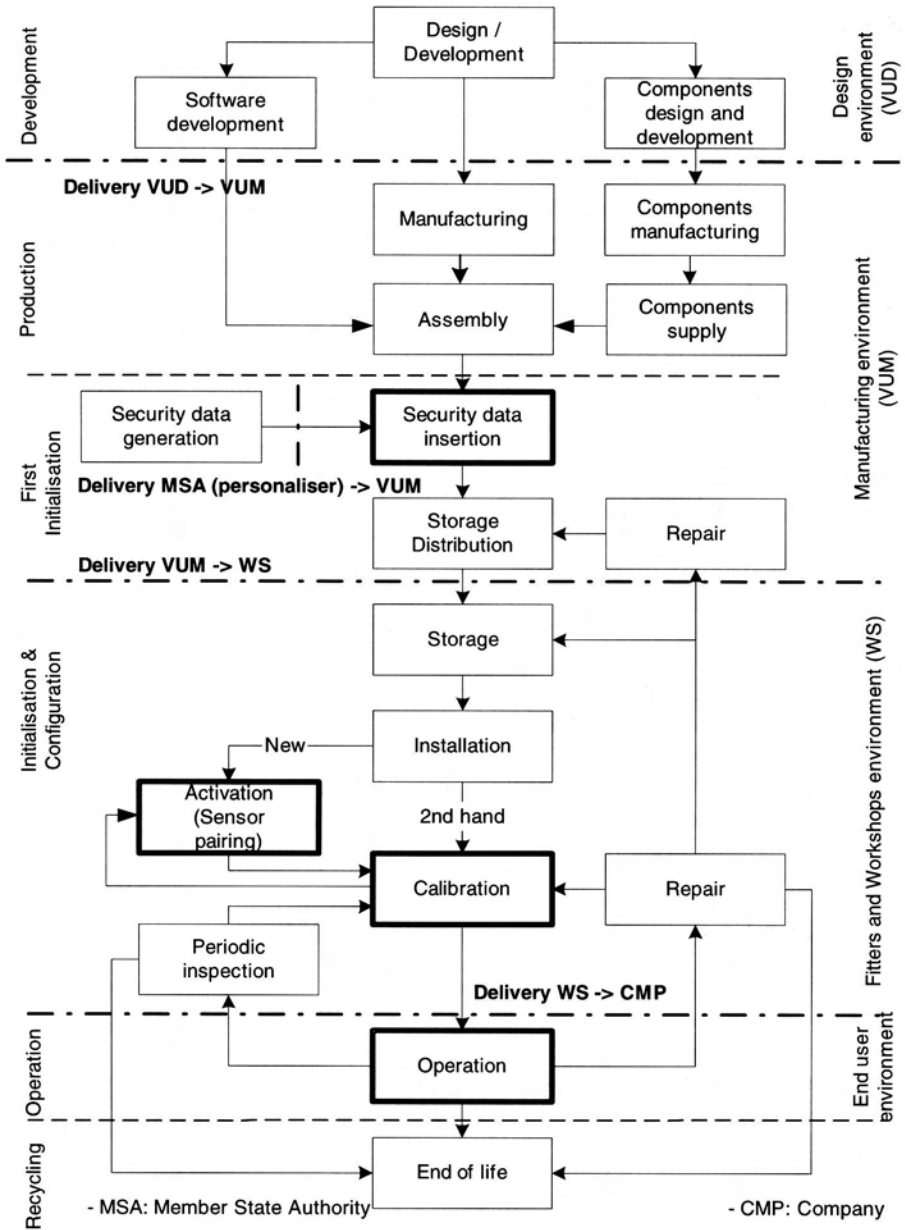 Design /
Development
Software
development
Components
design and
development
Development
Design
environment
(VUD)
Delivery VUD -> VUM
Manufacturing
Components
manufacturing
Assembly
Components
supply
Production
Manufacturing environment
(VUM)
Security data
generation
Security data
insertion
Delivery MSA (personaliser) -> VUM
First
Initialisation
Storage
Distribution
Repair
Delivery VUM -> WS
Storage
Initialisation &
Configuration
Fitters and Workshops environment (WS)
New
Installation
Activation
(Sensor
pairing)
2nd hand
Calibration
Repair
Periodic
inspection
Delivery WS -> CMP
Operation
Operation
End user
environment
End of life
Recycling
- MSA: Member State Authority
- CMP: Company